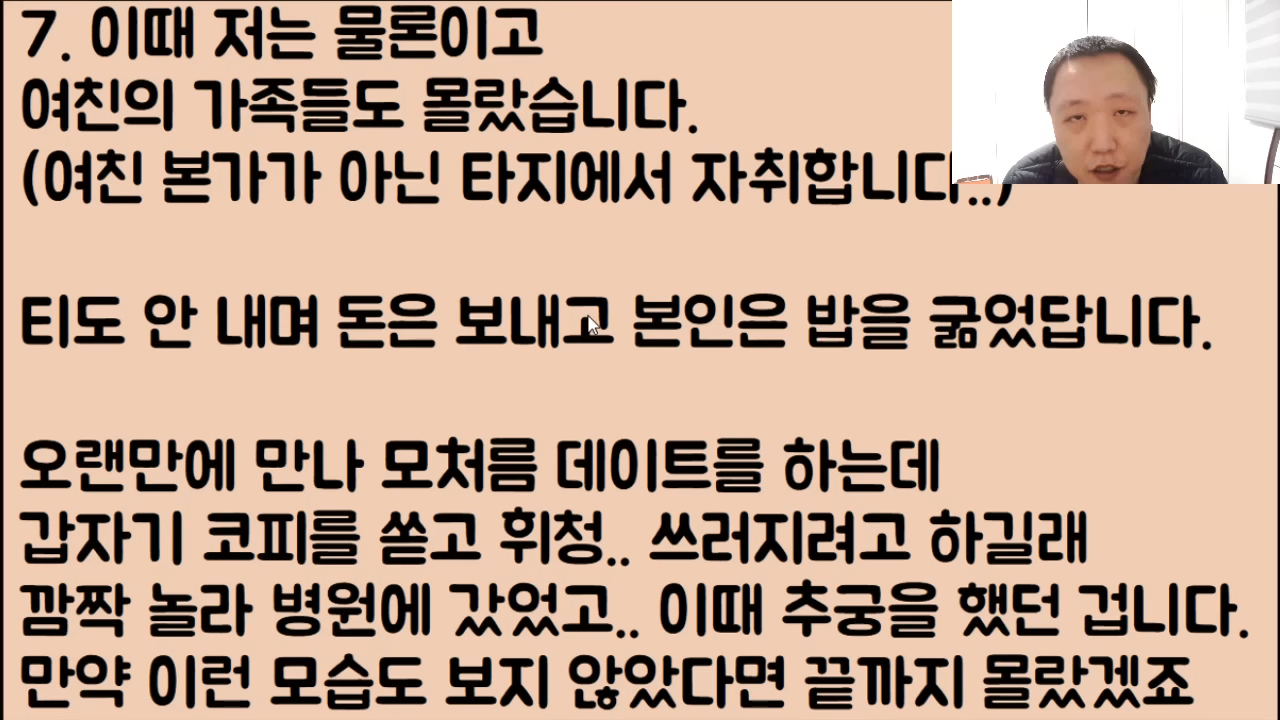 7. 이때 저는 물론이고
여친의 가족들도 몰랐습니다.
(여친 본가가 아닌 타지에서 자취합니다..)
티도 안 내며 돈은 보내고 본인은 밥을 굶었답니다.
오랜만에 만나 모처름 데이트를 하는데
갑자기 코피를 쏟고 휘청.. 쓰러지려고 하길래
깜짝 놀라 병원에 갔었고.. 이때 추궁을 했던 겁니다.
만약 이런 모습도 보지 않았다면 끝까지 몰랐겠죠